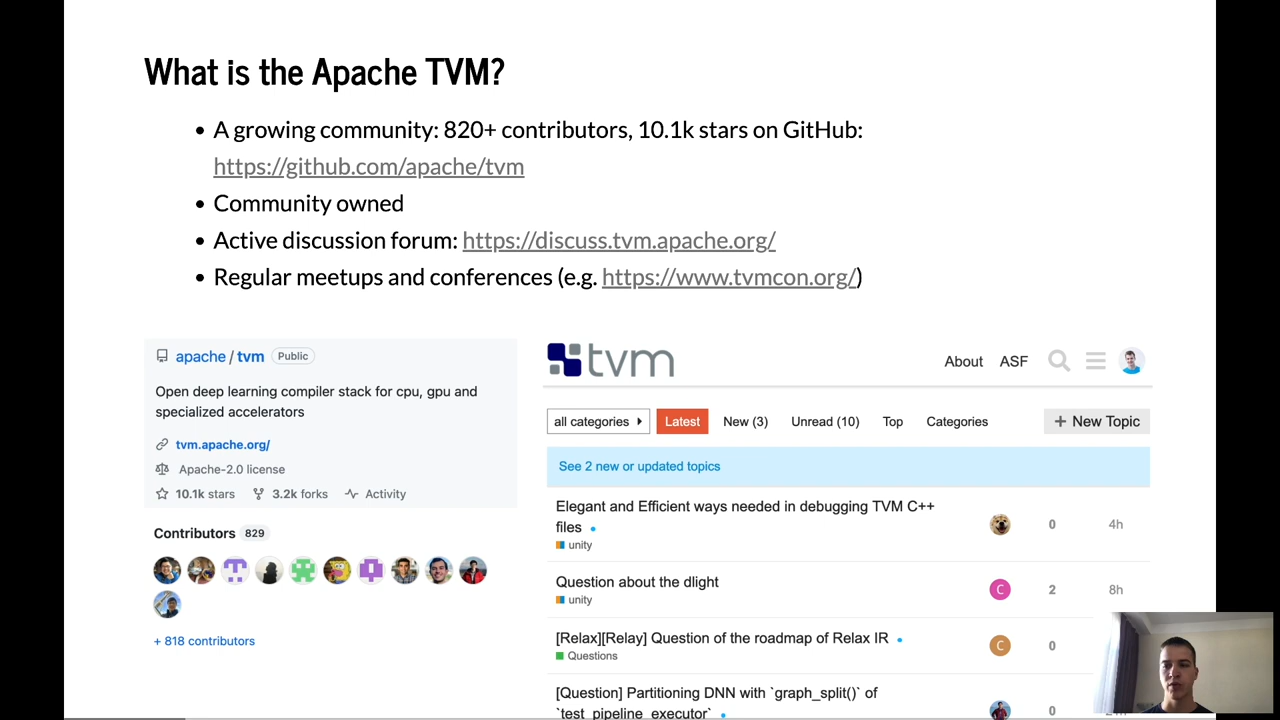 What is the Apache TVM?
• A growing community: 820+ contributors, 10.1k stars on GitHub:
https://github.com/apache/tvm
• Community owned
• Active discussion forum: https://discuss.tvm.apache.org/
• Regular meetups and conferences (e.g. https://www.tvmcon.org/)
apache / tvm Public
Open deep learning compiler stack for cpu, gpu and
specialized accelerators
tvm.apache.org/
Apache-2.0 license
10.1k stars 3.2k forks Activity
Contributors 829
+ 818 contributors
tvm About ASF
all categories Latest New (3) Unread (10) Top Categories + New Topic
See 2 new or updated topics
Elegant and Efficient ways needed in debugging TVM C++
files
unity
0 4h
Question about the dlight
unity
C 2 8h
[Relax][Relay] Question of the roadmap of Relax IR
Questions
C 0
[Question] Partitioning DNN with `graph_split()` of
`test_pipeline_executor`
0